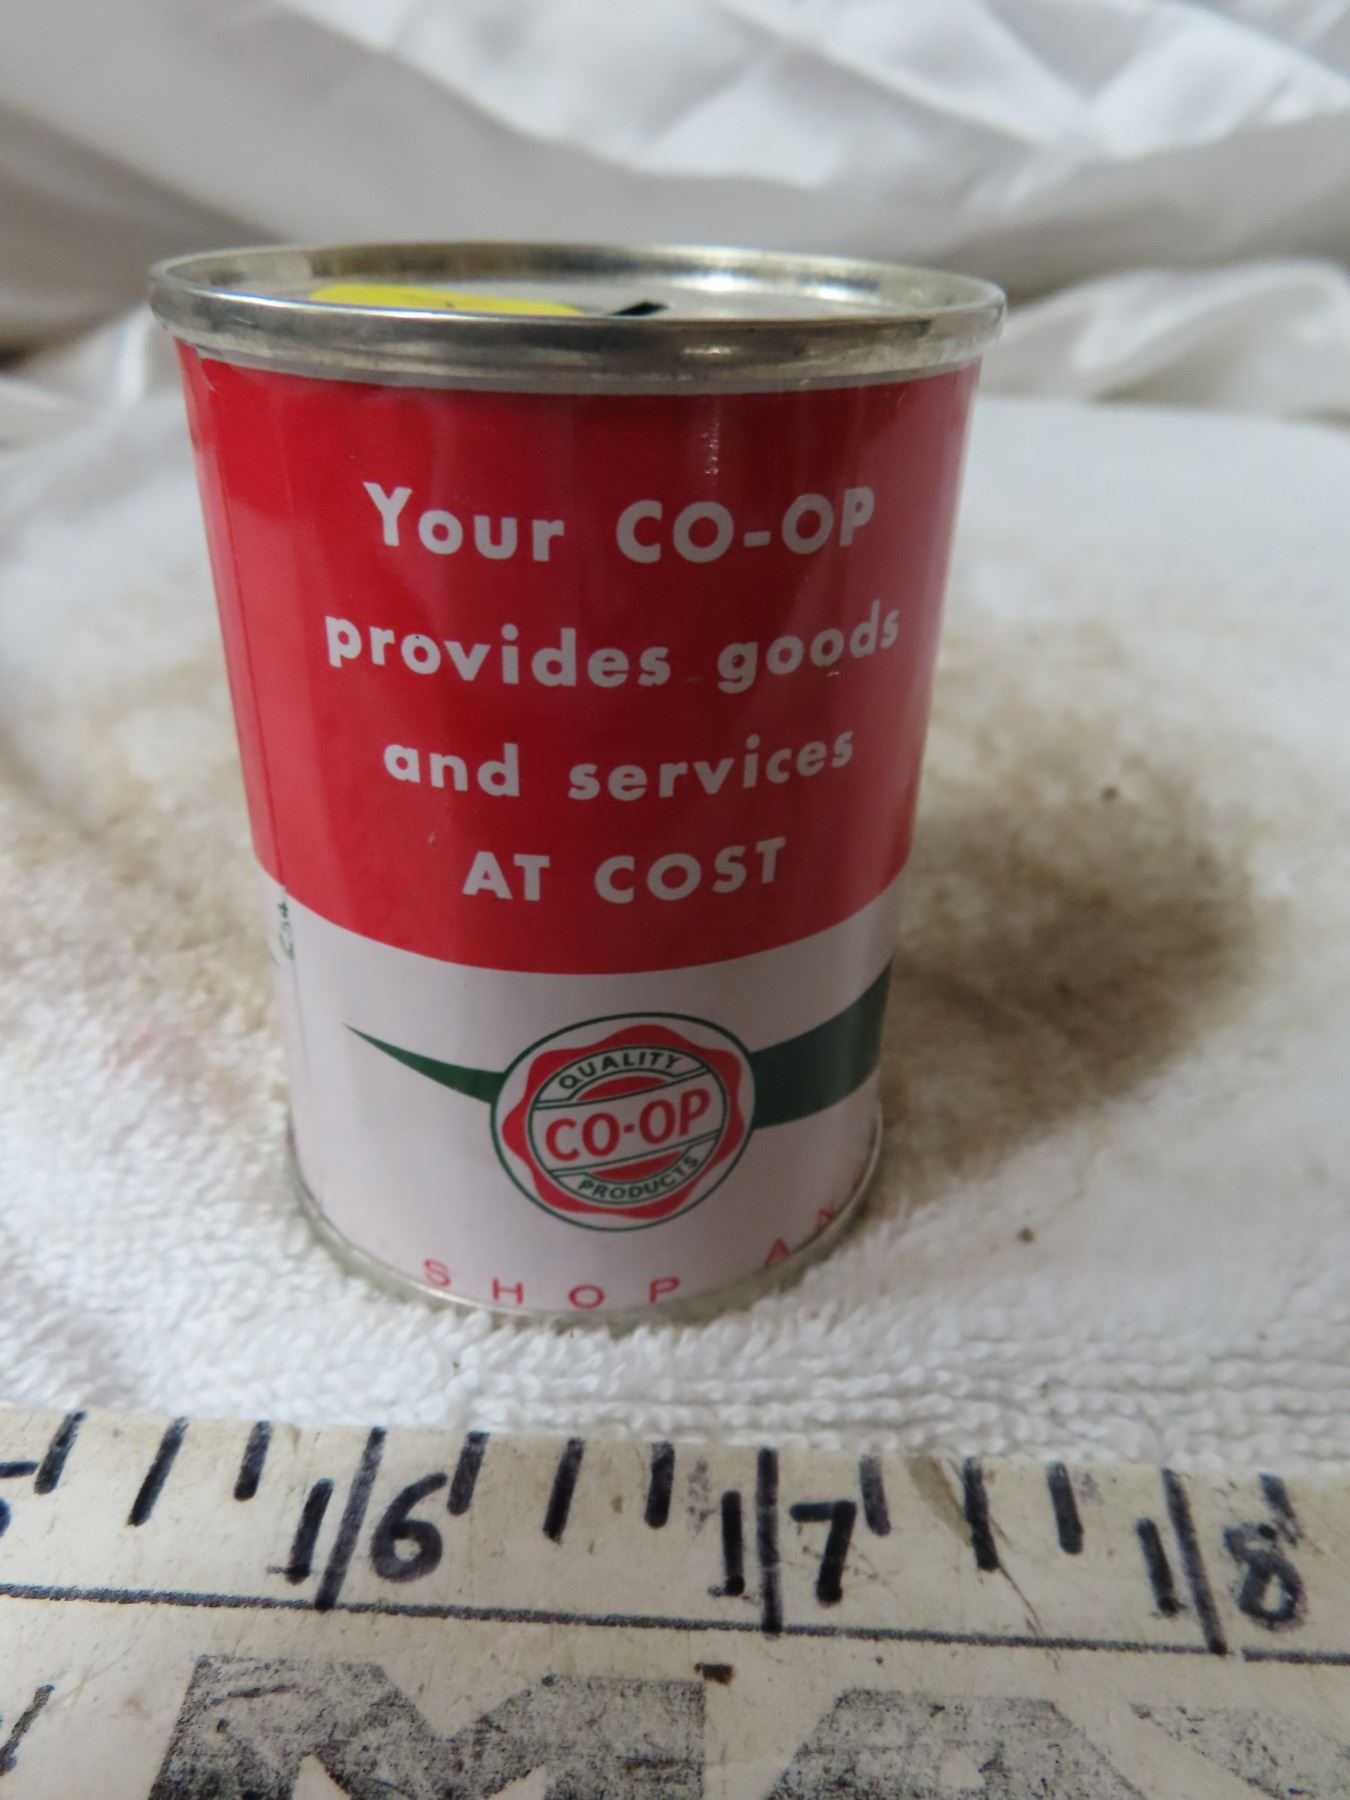 Your CO-OP
provides goods
and services
AT COST
QUALITY
CO-OP
PRODUCTS
SHOP
6 7 8